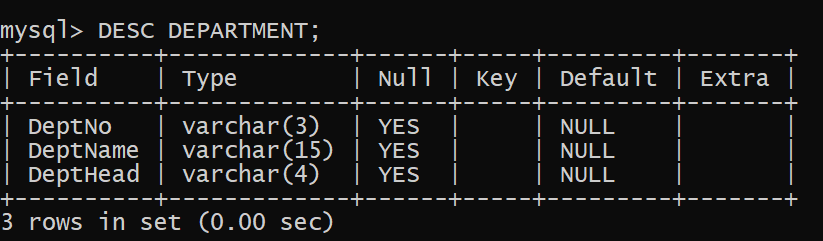 mysql> DESC DEPARTMENT;
+----------+-------------+------+-----+---------+-------+
| Field    | Type        | Null | Key | Default | Extra |
+----------+-------------+------+-----+---------+-------+
| DeptNo   | varchar(3)  | YES  |     | NULL    |       |
| DeptName | varchar(15) | YES  |     | NULL    |       |
| DeptHead | varchar(4)  | YES  |     | NULL    |       |
+----------+-------------+------+-----+---------+-------+
3 rows in set (0.00 sec)